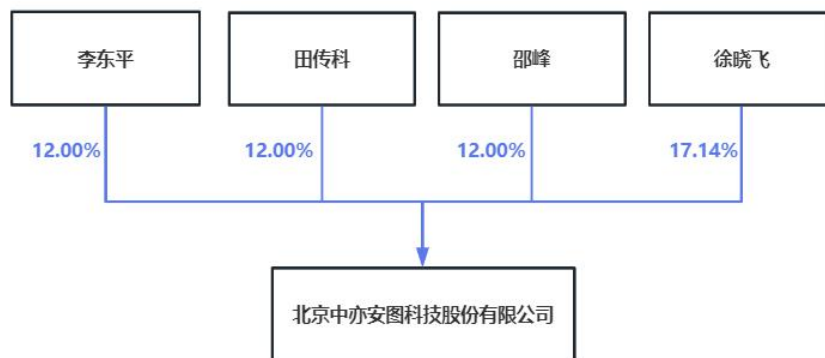 李东平
田传科
邵峰
徐晓飞
12.00%
12.00%
12.00%
17.14%
北京中亦安图科技股份有限公司